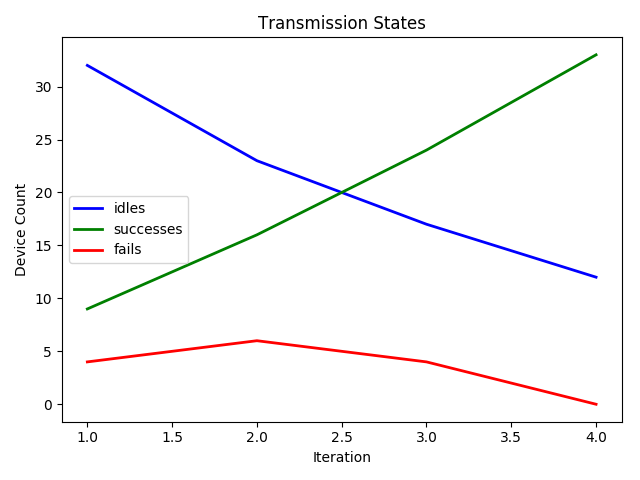 Transmission States
Device Count
30
25
20
15
10
5
0
idles
successes
fails
1.0 1.5 2.0 2.5 3.0 3.5 4.0
Iteration